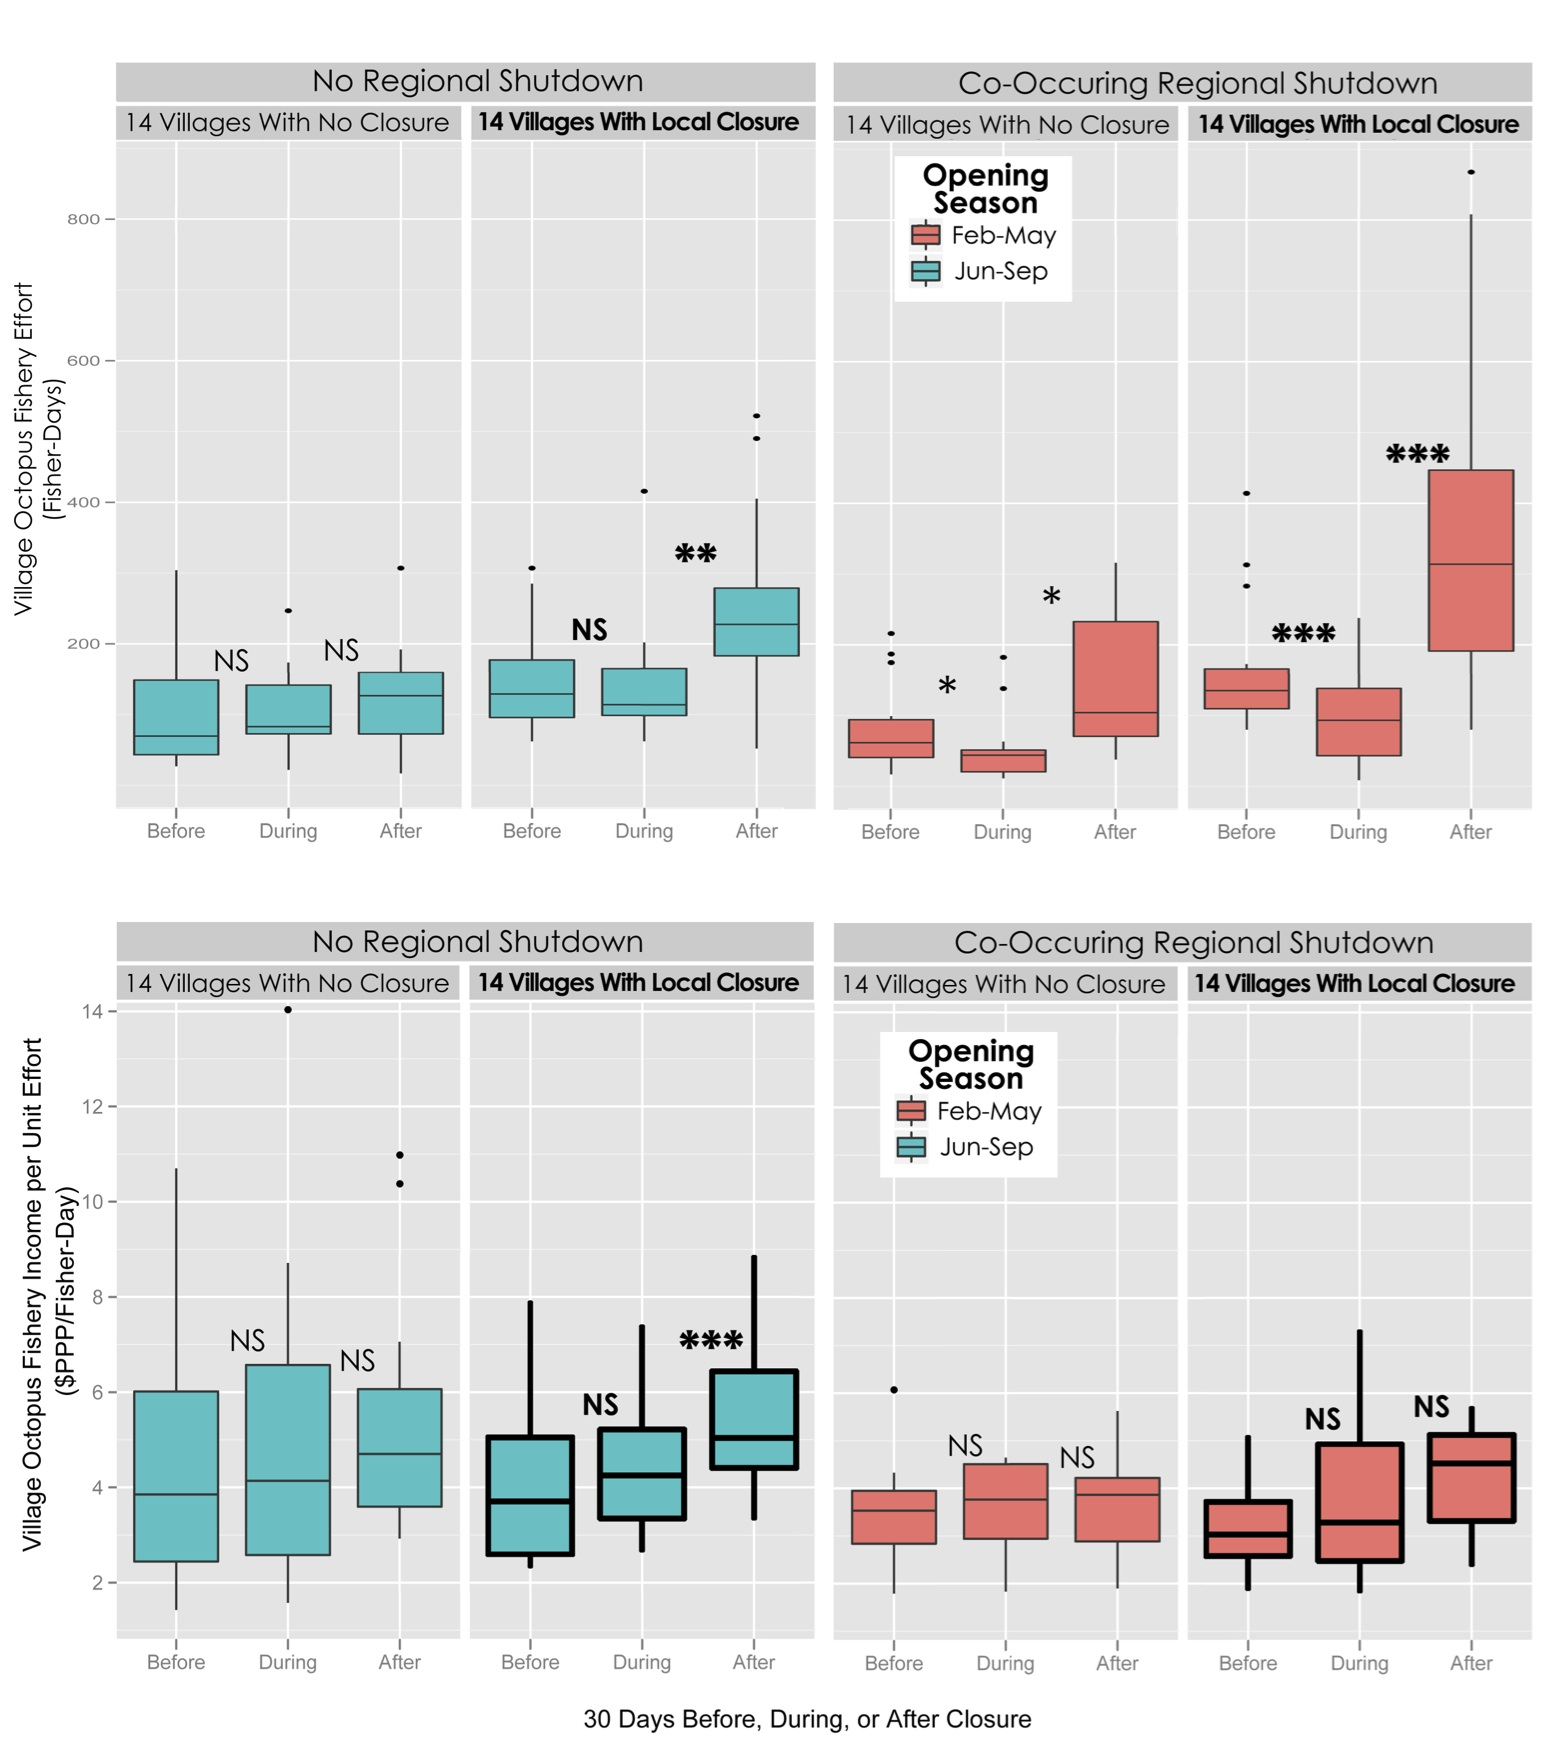 No Regional Shutdown
Co-Occuring Regional Shutdown
14 Villages With No Closure
14 Villages With Local Closure
14 Villages With No Closure
14 Villages With Local Closure
Opening
Season
Feb-May
Jun-Sep
Village Octopus Fishery Effort
(Fisher-Days)
800
600
400
200
NS
NS
NS
**
*
*
***
***
Before
During
After
Before
During
After
Before
During
After
Before
During
After
No Regional Shutdown
Co-Occuring Regional Shutdown
14 Villages With No Closure
14 Villages With Local Closure
14 Villages With No Closure
14 Villages With Local Closure
Opening
Season
Feb-May
Jun-Sep
Village Octopus Fishery Income per Unit Effort
($PPP/Fisher-Day)
14
12
10
8
6
4
2
NS
NS
NS
***
NS
NS
NS
NS
Before
During
After
Before
During
After
Before
During
After
Before
During
After
30 Days Before, During, or After Closure